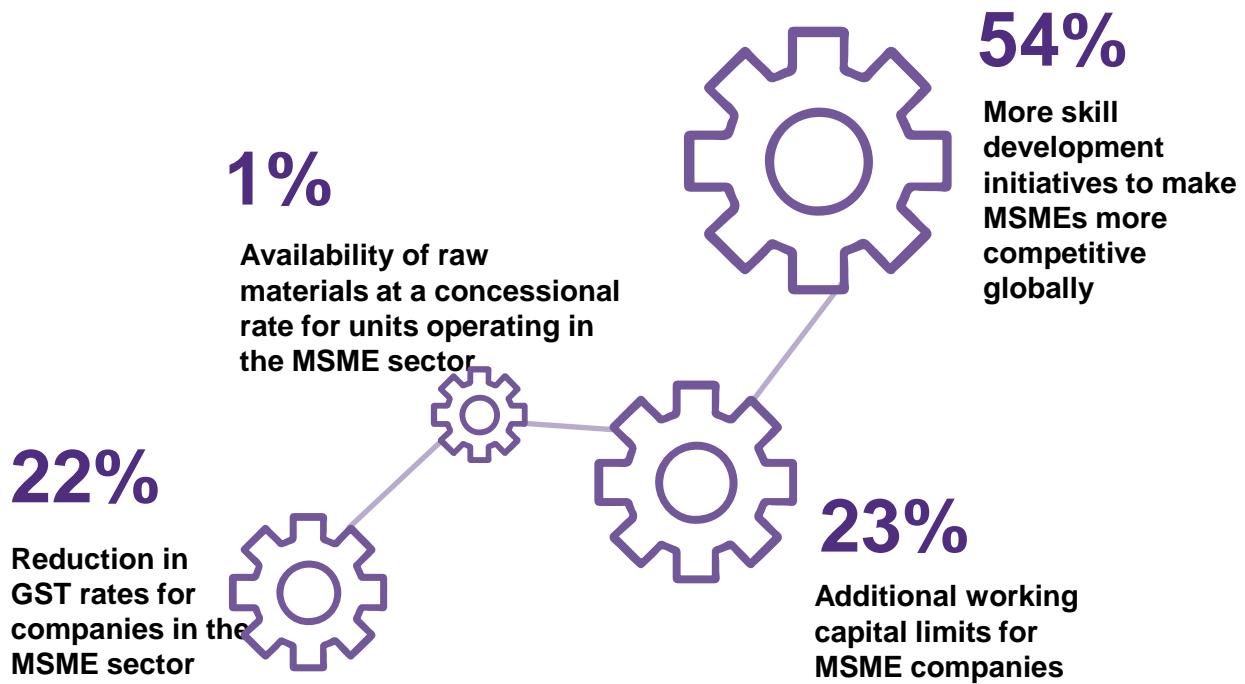 54%
More skill
development
initiatives to make
MSMEs more
competitive
globally
1%
Availability of raw
materials at a concessional
rate for units operating in
the MSME sector
22%
Reduction in
GST rates for
companies in the
MSME sector
23%
Additional working
capital limits for
MSME companies